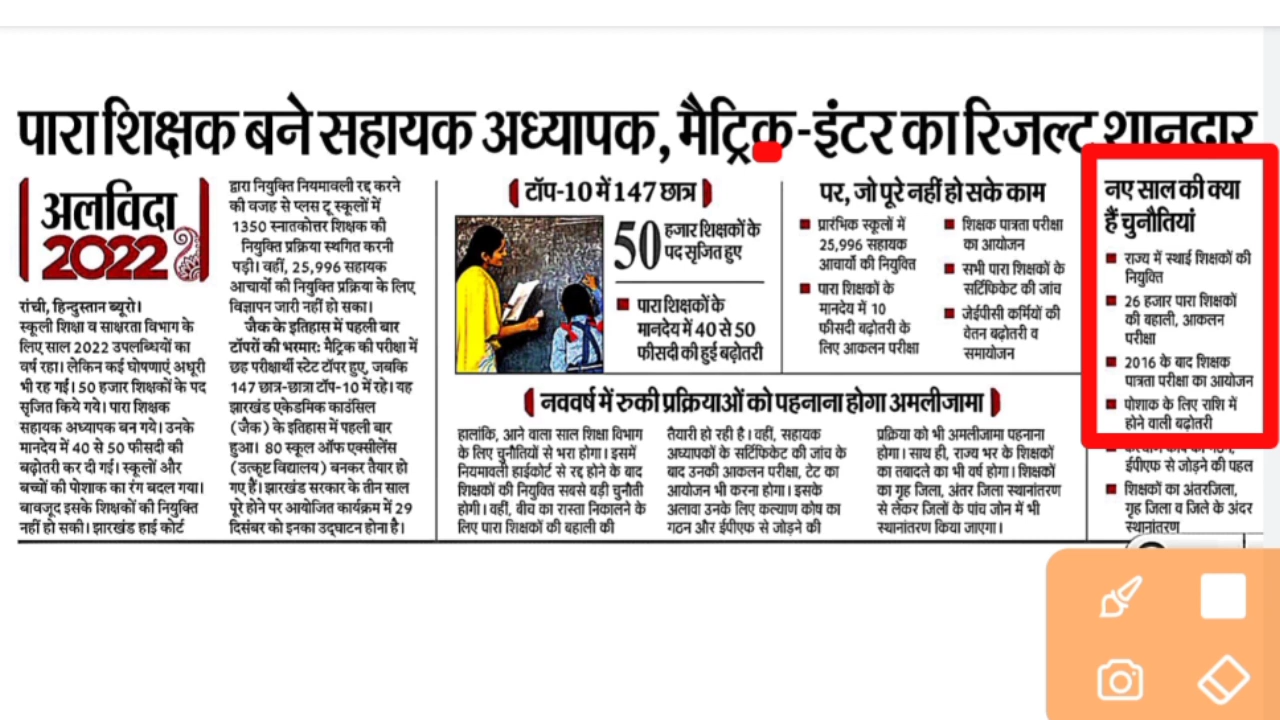 पारा शिक्षक बने सहायक अध्यापक, मैट्रिक-इंटर का रिजल्ट शानदार
अलविदा
2022
रांची, हिन्दुस्तान ब्यूरो।
स्कूली शिक्षा व साक्षरता विभाग के
लिए साल 2022 उपलब्धियों का
वर्ष रहा। लेकिन कई घोषणाएं अधूरी
भी रह गई। 50 हजार शिक्षकों के पद
सृजित किये गये। पारा शिक्षक
सहायक अध्यापक बन गये। उनके
मानदेय में 40 से 50 फीसदी की
बढ़ोतरी कर दी गई। स्कूलों और
बच्चों की पोशाक का रंग बदल गया।
बावजूद इसके शिक्षकों की नियुक्ति
नहीं हो सकी। झारखंड हाई कोर्ट
द्वारा नियुक्ति नियमावली रद्द करने
की वजह से प्लस टू स्कूलों में
1350 स्नातकोत्तर शिक्षक की
नियुक्ति प्रक्रिया स्थगित करनी
पड़ी। वहीं, 25,996 सहायक
आचार्यों की नियुक्ति प्रक्रिया के लिए
विज्ञापन जारी नहीं हो सका।
जैक के इतिहास में पहली बार
टॉपरों की भरमार: मैट्रिक की परीक्षा में
छह परीक्षार्थी स्टेट टॉपर हुए, जबकि
147 छात्र-छात्रा टॉप-10 में रहे। यह
झारखंड एकेडमिक काउंसिल
(जैक) के इतिहास में पहली बार
हुआ। 80 स्कूल ऑफ एक्सीलेंस
(उत्कृष्ट विद्यालय) बनकर तैयार हो
गए हैं। झारखंड सरकार के तीन साल
पूरे होने पर आयोजित कार्यक्रम में 29
दिसंबर को इनका उद्घाटन होना है।
टॉप-10 में 147 छात्र
50 हजार शिक्षकों के
पद सृजित हुए
पारा शिक्षकों के
मानदेय में 40 से 50
फीसदी की हुई बढ़ोतरी
पर, जो पूरे नहीं हो सके काम
प्रारंभिक स्कूलों में
25,996 सहायक
आचार्यों की नियुक्ति
पारा शिक्षकों के
मानदेय में 10
फीसदी बढ़ोतरी के
लिए आकलन परीक्षा
शिक्षक पात्रता परीक्षा
का आयोजन
सभी पारा शिक्षकों के
सर्टिफिकेट की जांच
जेईपीसी कर्मियों की
वेतन बढ़ोतरी व
समायोजन
नववर्ष में रुकी प्रक्रियाओं को पहनाना होगा अमलीजामा
हालांकि, आने वाला साल शिक्षा विभाग
के लिए चुनौतियों से भरा होगा। इसमें
नियमावली हाईकोर्ट से रद्द होने के बाद
शिक्षकों की नियुक्ति सबसे बड़ी चुनौती
होगी। वहीं, बीच का रास्ता निकालने के
लिए पारा शिक्षकों की बहाली की
तैयारी हो रही है। वहीं, सहायक
अध्यापकों के सर्टिफिकेट की जांच के
बाद उनकी आकलन परीक्षा, टेट का
आयोजन भी करना होगा। इसके
अलावा उनके लिए कल्याण कोष का
गठन और ईपीएफ से जोड़ने की
प्रक्रिया को भी अमलीजामा पहनाना
होगा। साथ ही, राज्य भर के शिक्षकों
का तबादले का भी वर्ष होगा। शिक्षकों
का गृह जिला, अंतर जिला स्थानांतरण
से लेकर जिलों के पांच जोन में भी
स्थानांतरण किया जाएगा।
नए साल की क्या
हैं चुनौतियां
राज्य में स्थाई शिक्षकों की
नियुक्ति
26 हजार पारा शिक्षकों
की बहाली, आकलन
परीक्षा
2016 के बाद शिक्षक
पात्रता परीक्षा का आयोजन
पोशाक के लिए राशि में
होने वाली बढ़ोतरी
ईपीएफ से जोड़ने की पहल
शिक्षकों का अंतरजिला,
गृह जिला व जिले के अंदर
स्थानांतरण